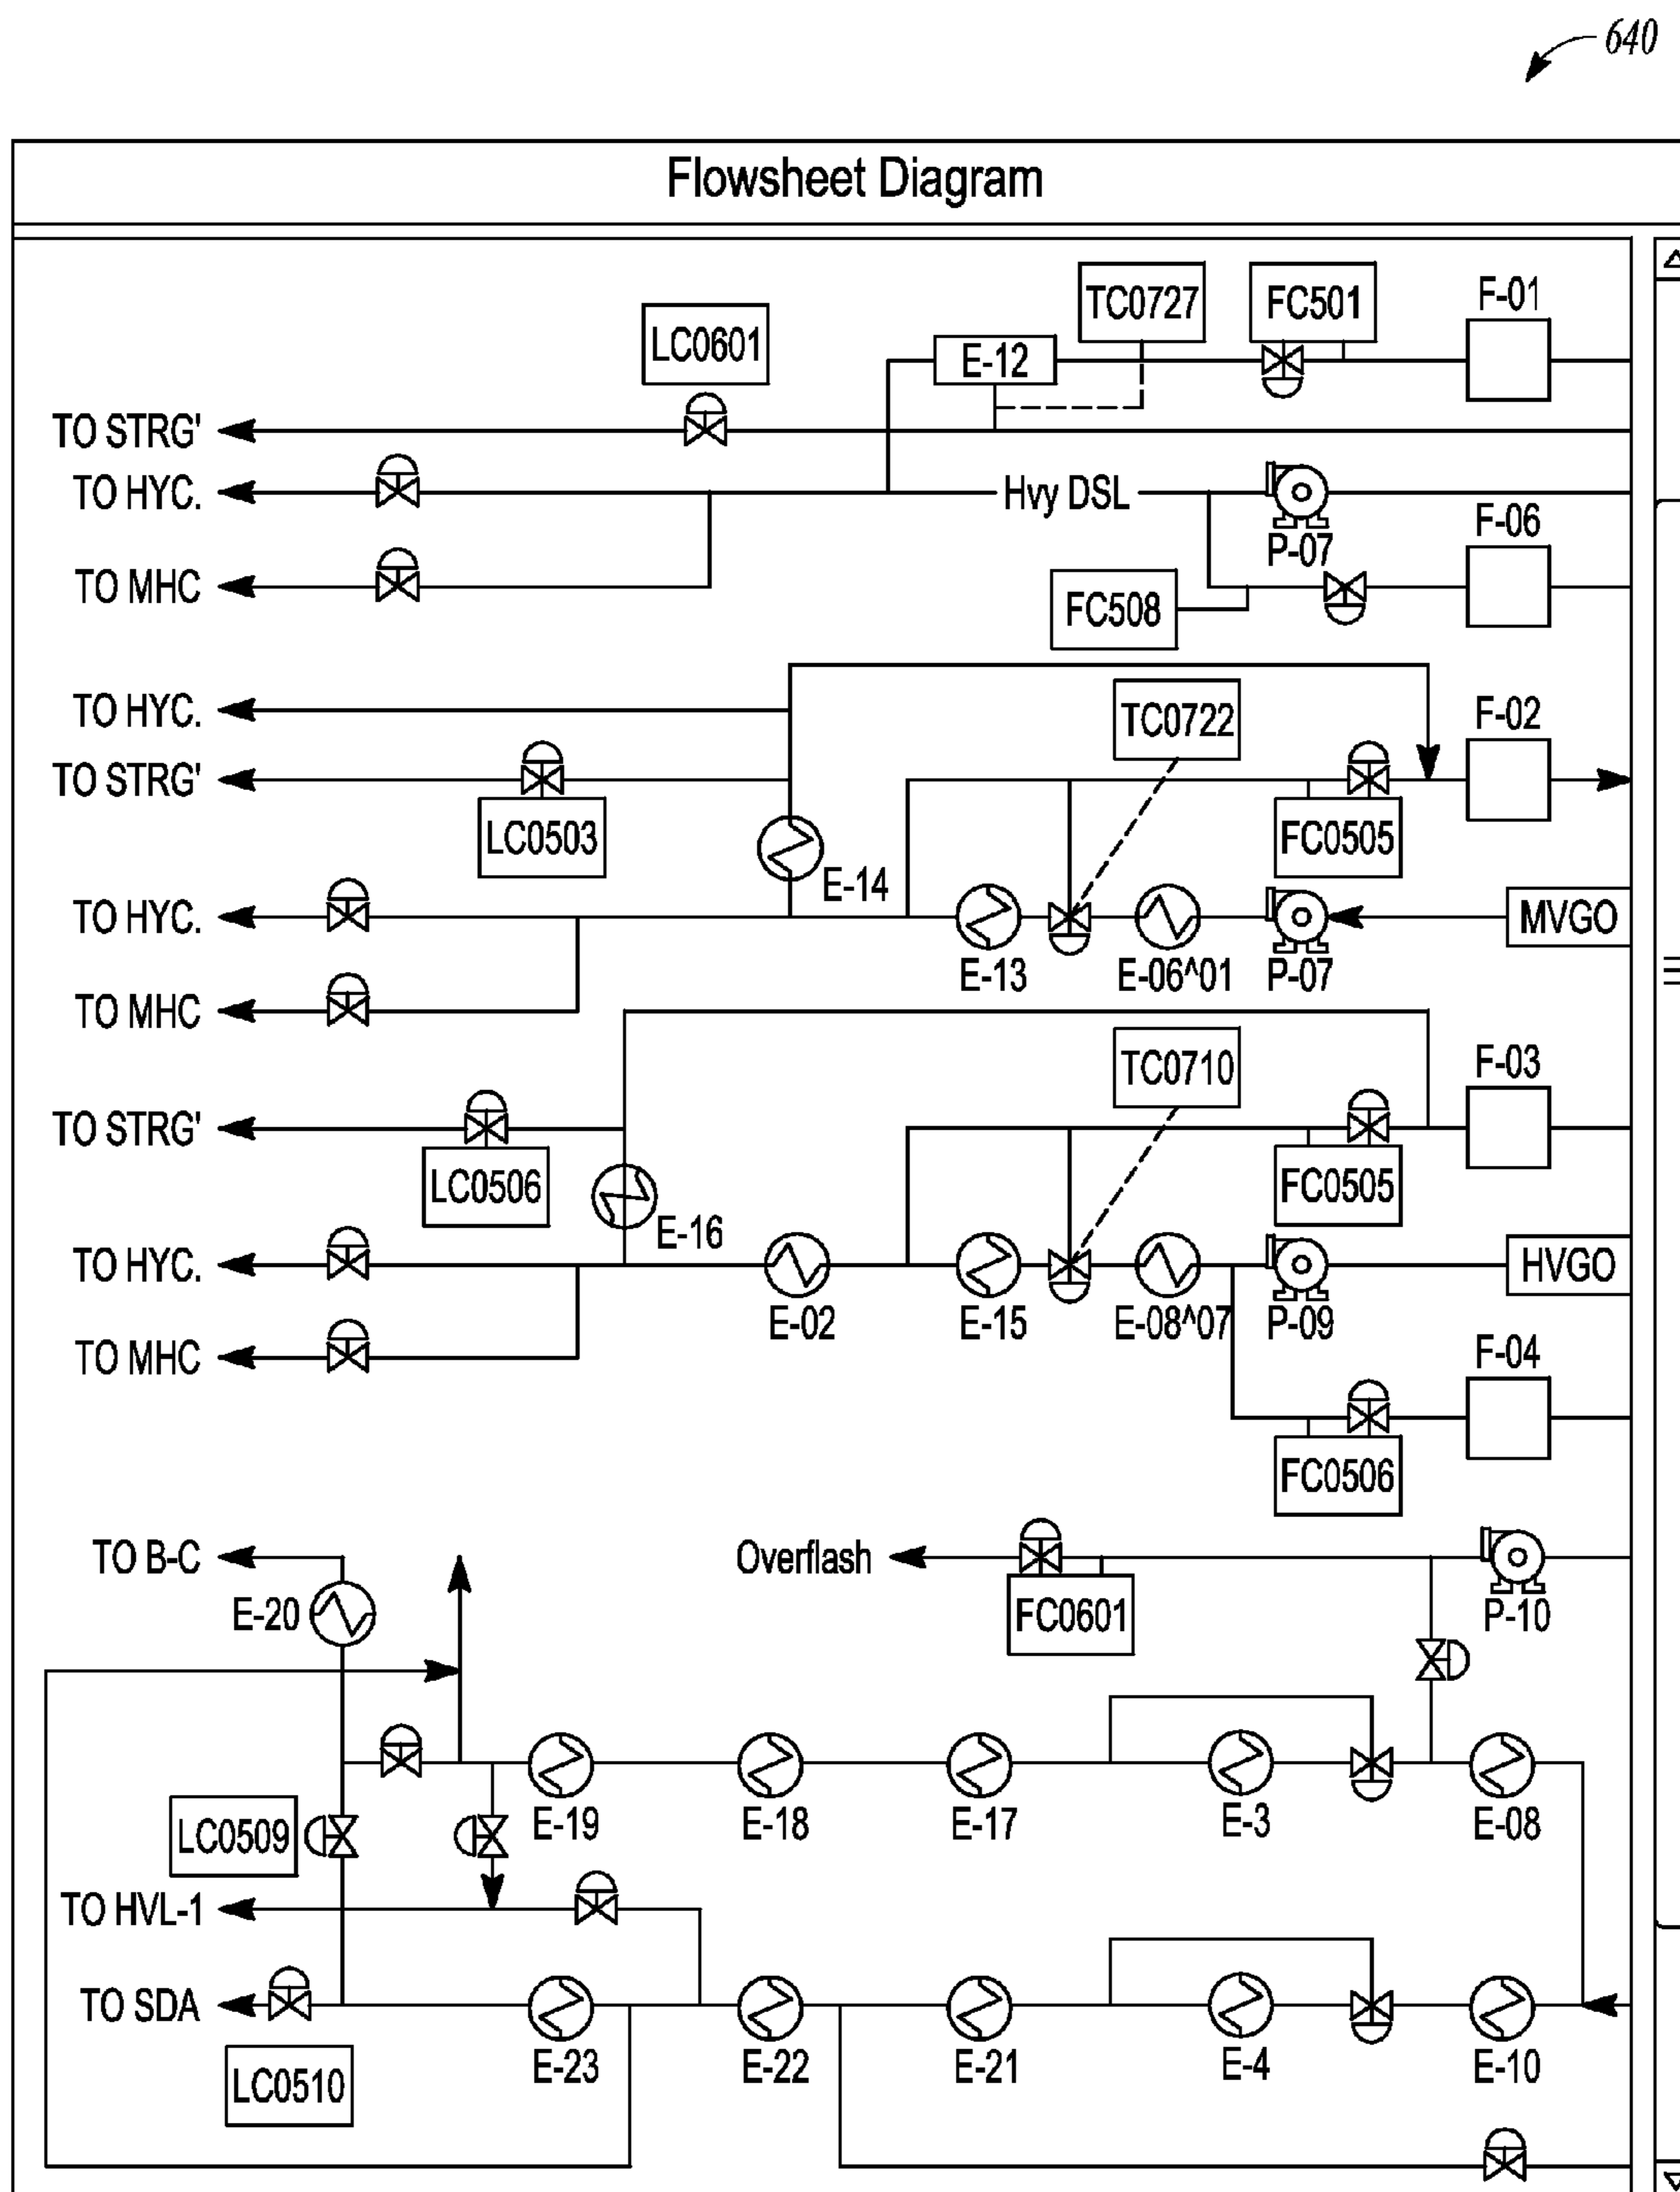 640
Flowsheet Diagram
TC0727
FC501
F-01
LC0601
E-12
TO STRG'
TO HYC.
Hvy DSL
P-07
F-06
TO MHC
FC508
TO HYC.
TC0722
F-02
TO STRG'
LC0503
FC0505
E-14
TO HYC.
MVGO
E-13
E-06^01
P-07
TO MHC
TC0710
F-03
TO STRG'
LC0506
FC0505
E-16
TO HYC.
HVGO
E-02
E-15
E-08^07
P-09
TO MHC
F-04
FC0506
TO B-C
Overflash
E-20
FC0601
P-10
LC0509
E-19
E-18
E-17
E-3
E-08
TO HVL-1
TO SDA
E-23
E-22
E-21
E-4
E-10
LC0510